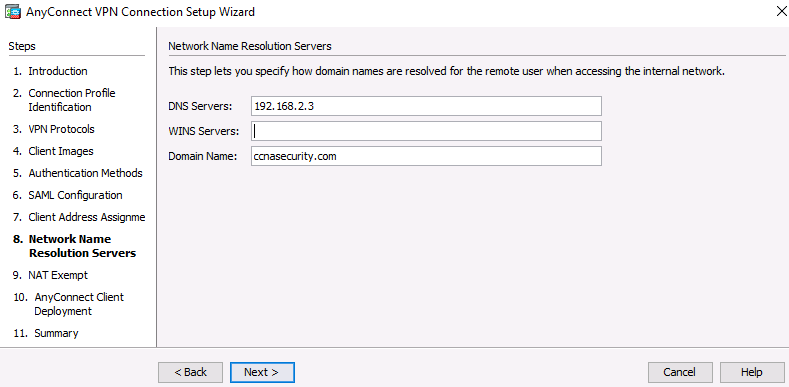 AnyConnect VPN Connection Setup Wizard
Steps
1. Introduction
2. Connection Profile
Identification
3. VPN Protocols
4. Client Images
5. Authentication Methods
6. SAML Configuration
7. Client Address Assignme
8. Network Name
Resolution Servers
9. NAT Exempt
10. AnyConnect Client
Deployment
11. Summary
Network Name Resolution Servers
This step lets you specify how domain names are resolved for the remote user when accessing the internal network.
DNS Servers: 192.168.2.3
WINS Servers:
Domain Name: ccnasecurity.com
< Back Next > Cancel Help